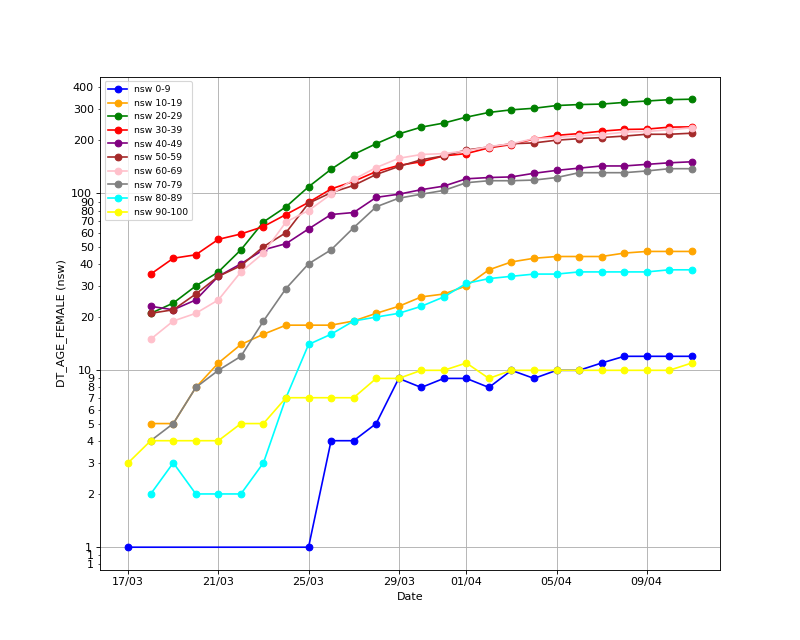 400
300
200
100
90
80
70
60
50
40
30
20
10
9
8
7
6
5
4
3
2
1
1
1
DT_AGE_FEMALE (nsw)
nsw 0-9
nsw 10-19
nsw 20-29
nsw 30-39
nsw 40-49
nsw 50-59
nsw 60-69
nsw 70-79
nsw 80-89
nsw 90-100
17/03 21/03 25/03 29/03 01/04 05/04 09/04
Date